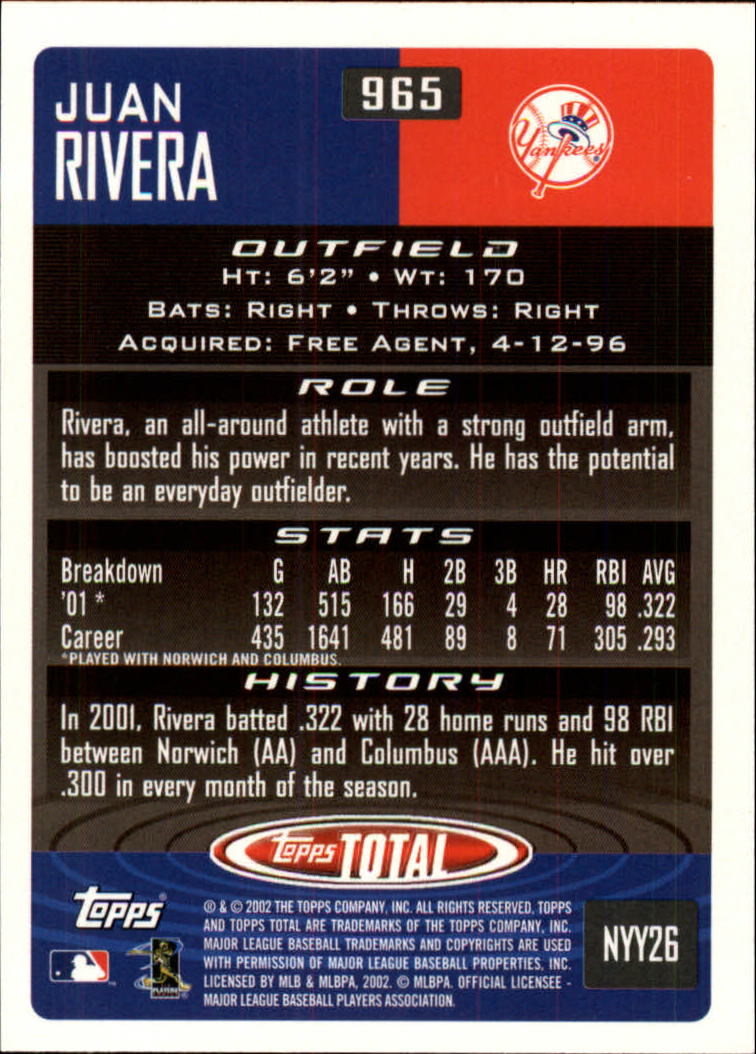 965
JUAN
RIVERA
Yankees
OUTFIELD
HT: 6'2" • WT: 170
BATS: RIGHT • THROWS: RIGHT
ACQUIRED: FREE AGENT, 4-12-96
ROLE
Rivera, an all-around athlete with a strong outfield arm,
has boosted his power in recent years. He has the potential
to be an everyday outfielder.
STATS
Breakdown G AB H 2B 3B HR RBI AVG
'01 * 132 515 166 29 4 28 98 .322
Career 435 1641 481 89 8 71 305 .293
*PLAYED WITH NORWICH AND COLUMBUS.
HISTORY
In 2001, Rivera batted .322 with 28 home runs and 98 RBI
between Norwich (AA) and Columbus (AAA). He hit over
.300 in every month of the season.
Topps TOTAL
Topps
® & © 2002 THE TOPPS COMPANY, INC. ALL RIGHTS RESERVED. TOPPS
AND TOPPS TOTAL ARE TRADEMARKS OF THE TOPPS COMPANY, INC.
MAJOR LEAGUE BASEBALL TRADEMARKS AND COPYRIGHTS ARE USED
WITH PERMISSION OF MAJOR LEAGUE BASEBALL PROPERTIES, INC.
LICENSED BY MLB & MLBPA, 2002. © MLBPA. OFFICIAL LICENSEE -
MAJOR LEAGUE BASEBALL PLAYERS ASSOCIATION.
NYY26